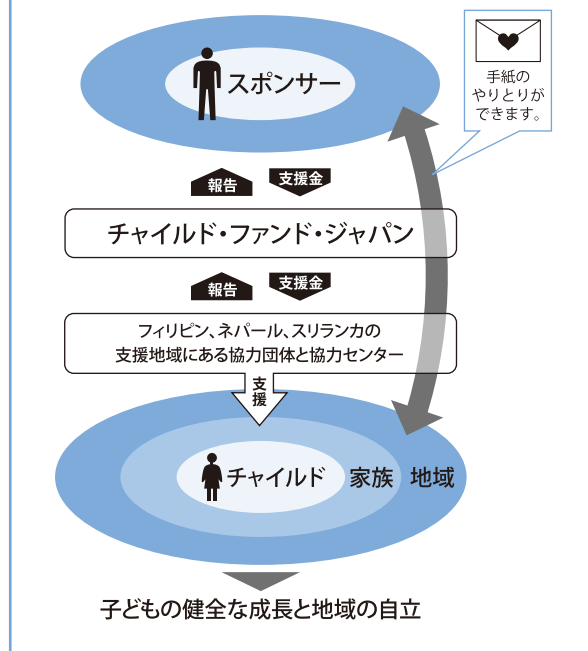 スポンサー
手紙の
やりとりが
できます。
報告
支援金
チャイルド・ファンド・ジャパン
報告
支援金
フィリピン、ネパール、スリランカの
支援地域にある協力団体と協力センター
支援
チャイルド
家族
地域
子どもの健全な成長と地域の自立